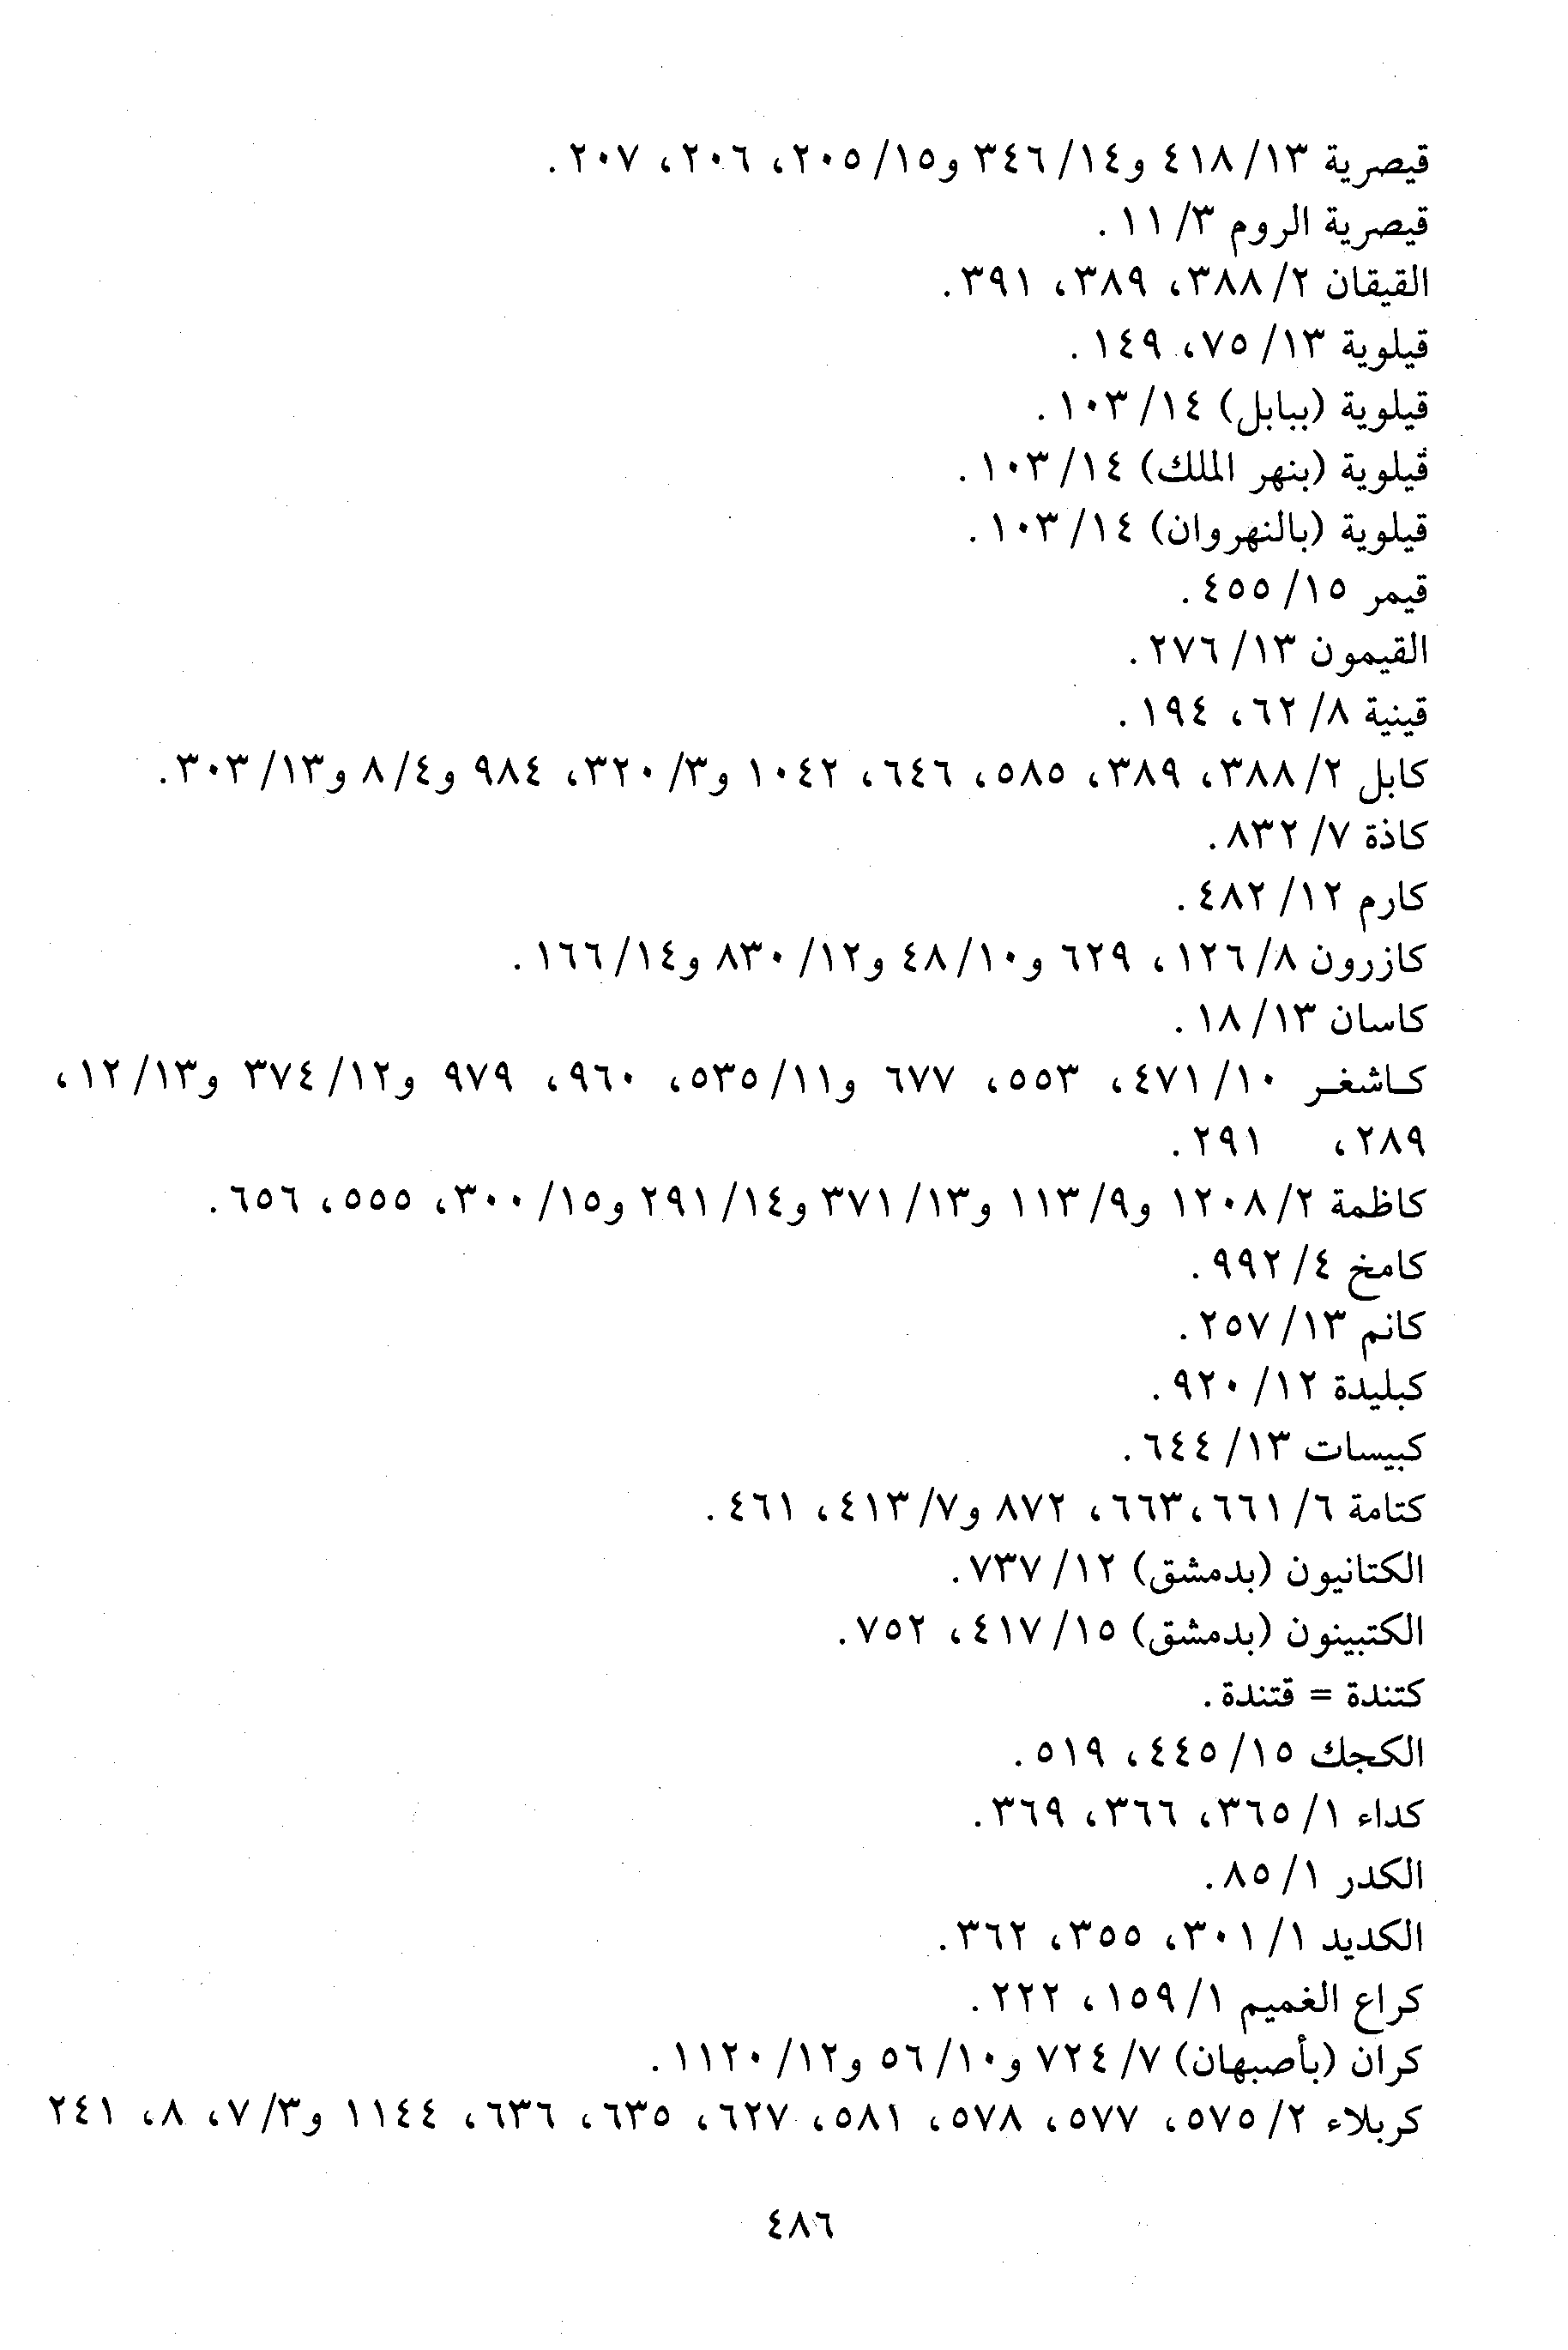 قيصرية ١٣/ ٤١٨ و١٤/ ٣٤٦ و١٥/ ٢٠٥، ٢٠٦، ٢٠٧.
قيصرية الروم ٣/ ١١.
القيقان ٢/ ٣٨٨، ٣٨٩، ٣٩١.
قيلوية ١٣/ ٧٥، ١٤٩.
قيلوية (ببابل) ١٤/ ١٠٣.
قيلوية (بنهر الملك) ١٤/ ١٠٣.
قيلوية (بالنهروان) ١٤/ ١٠٣.
قيمر ١٥/ ٤٥٥.
القيمون ١٣/ ٢٧٦.
قينية ٨/ ٦٢، ١٩٤.
كابل ٢/ ٣٨٨، ٣٨٩، ٥٨٥، ٦٤٦، ١٠٤٢ و٣/ ٣٢٠، ٩٨٤ و٤/ ٨ و١٣/ ٣٠٣.
كاذة ٧/ ٨٣٢.
كارم ١٢/ ٤٨٢.
كازرون ٨/ ١٢٦، ٦٢٩ و١٠/ ٤٨ و١٢/ ٨٣٠ و١٤/ ١٦٦.
كاسان ١٣/ ١٨.
كـاشغـر ١٠/ ٤٧١، ٥٥٣، ٦٧٧ و١١/ ٥٣٥، ٩٦٠، ٩٧٩ و١٢/ ٣٧٤ و١٣/ ١٢،
٢٨٩، ٢٩١.
كاظمة ٢/ ١٢٠٨ و٩/ ١١٣ و١٣/ ٣٧١ و١٤/ ٢٩١ و١٥/ ٣٠٠، ٥٥٥، ٦٥٦.
كامخ ٤/ ٩٩٢.
كانم ١٣/ ٢٥٧.
كبليدة ١٢/ ٩٢٠.
كبيسات ١٣/ ٦٤٤.
كتامة ٦/ ٦٦١، ٦٦٣، ٨٧٢ و٧/ ٤١٣، ٤٦١.
الكتانيون (بدمشق) ١٢/ ٧٣٧.
الكتبينون (بدمشق) ١٥/ ٤١٧، ٧٥٢.
كتندة = قتندة.
الكجك ١٥/ ٤٤٥، ٥١٩.
كداء ١/ ٣٦٥، ٣٦٦، ٣٦٩.
الكدر ١/ ٨٥.
الكديد ١/ ٣٠١، ٣٥٥، ٣٦٢.
كراع الغميم ١/ ١٥٩، ٢٢٢.
كران (بأصبهان) ٧/ ٧٢٤ و١٠/ ٥٦ و١٢/ ١١٢٠.
كربلاء ٢/ ٥٧٥، ٥٧٧، ٥٧٨، ٥٨١، ٦٢٧، ٦٣٥، ٦٣٦، ١١٤٤ و٣/ ٧، ٨، ٢٤١
٤٨٦